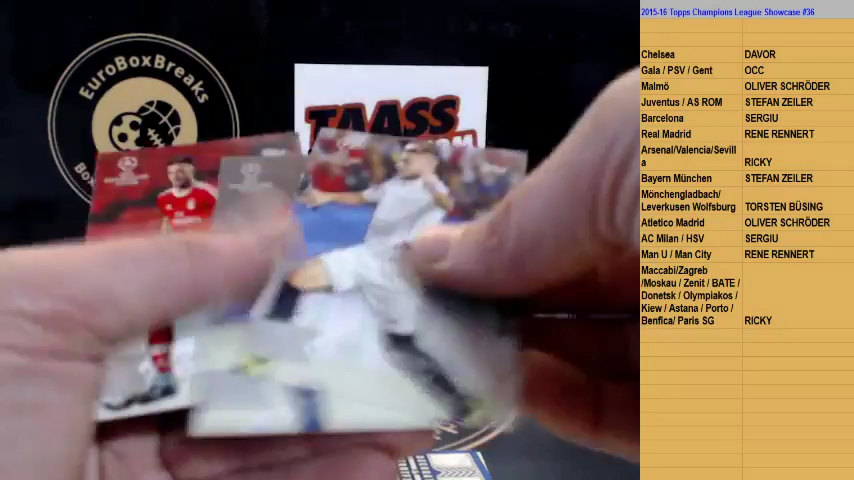 2015-16 Topps Champions League Showcase #36
Chelsea DAVOR
Gala / PSV / Gent OCC
Malmö OLIVER SCHRÖDER
Juventus / AS ROM STEFAN ZEILER
Barcelona SERGIU
Real Madrid RENE RENNERT
Arsenal/Valencia/Sevill
a RICKY
Bayern München STEFAN ZEILER
Mönchengladbach/
Leverkusen Wolfsburg TORSTEN BÜSING
Atletico Madrid OLIVER SCHRÖDER
AC Milan / HSV SERGIU
Man U / Man City RENE RENNERT
Maccabi/Zagreb
/Moskau / Zenit / BATE /
Donetsk / Olympiakos /
Kiew / Astana / Porto /
Benfica/ Paris SG RICKY
EuroBoxBreaks
TAASS